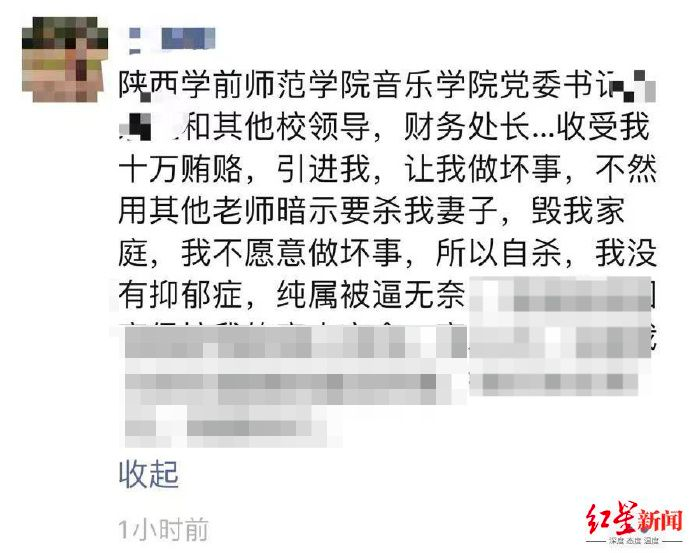 陕西学前师范学院音乐学院党委书记
和其他校领导，财务处长...收受我
十万贿赂，引进我，让我做坏事，不然
用其他老师暗示要杀我妻子，毁我家
庭，我不愿意做坏事，所以自杀，我没
有抑郁症，纯属被逼无奈
收起
1小时前
红星新闻
深度 态度 温度